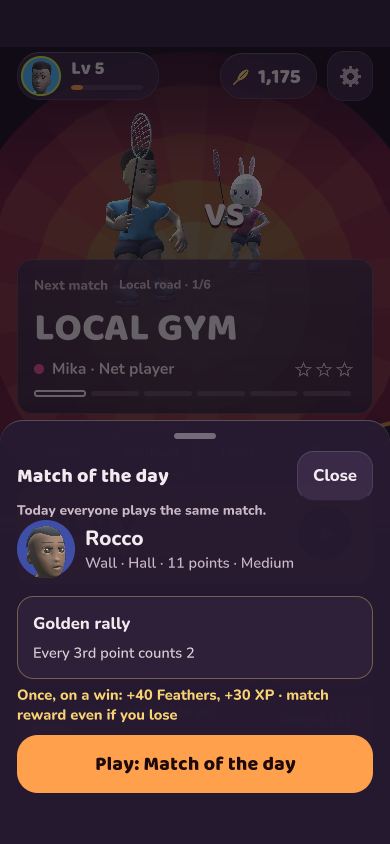 Lv 5
1,175
VS
Next match Local road · 1/6
LOCAL GYM
Mika · Net player
Match of the day
Close
Today everyone plays the same match.
Rocco
Wall · Hall · 11 points · Medium
Golden rally
Every 3rd point counts 2
Once, on a win: +40 Feathers, +30 XP · match
reward even if you lose
Play: Match of the day